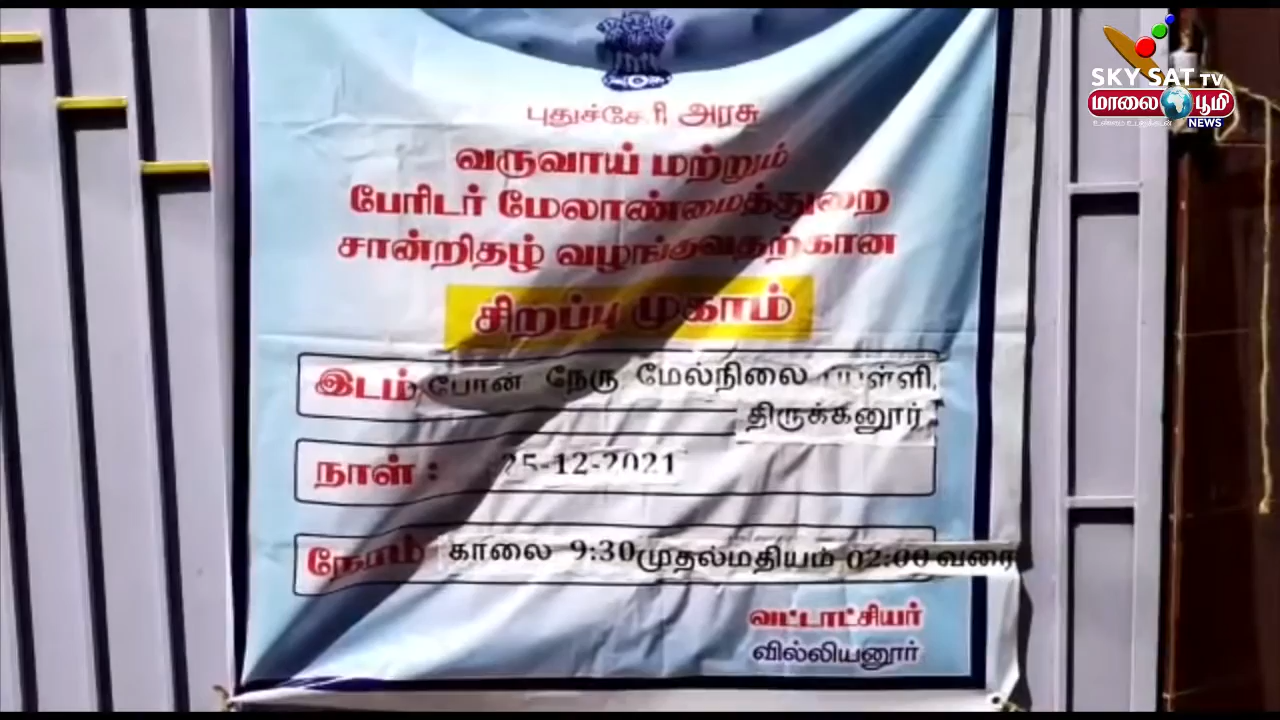 SKY SAT TV
மாலை பூமி
NEWS
புதுச்சேரி அரசு
வருவாய் மற்றும்
பேரிடர் மேலாண்மைத்துறை
சான்றிதழ் வழங்குவதற்கான
சிறப்பு முகாம்
இடம் போன் நேரு மேல்நிலை பள்ளி,
திருக்கனூர்.
நாள் : 25-12-2021
நேரம் காலை 9:30முதல்மதியம் 02:00 வரை
வட்டாட்சியர்
வில்லியனூர்